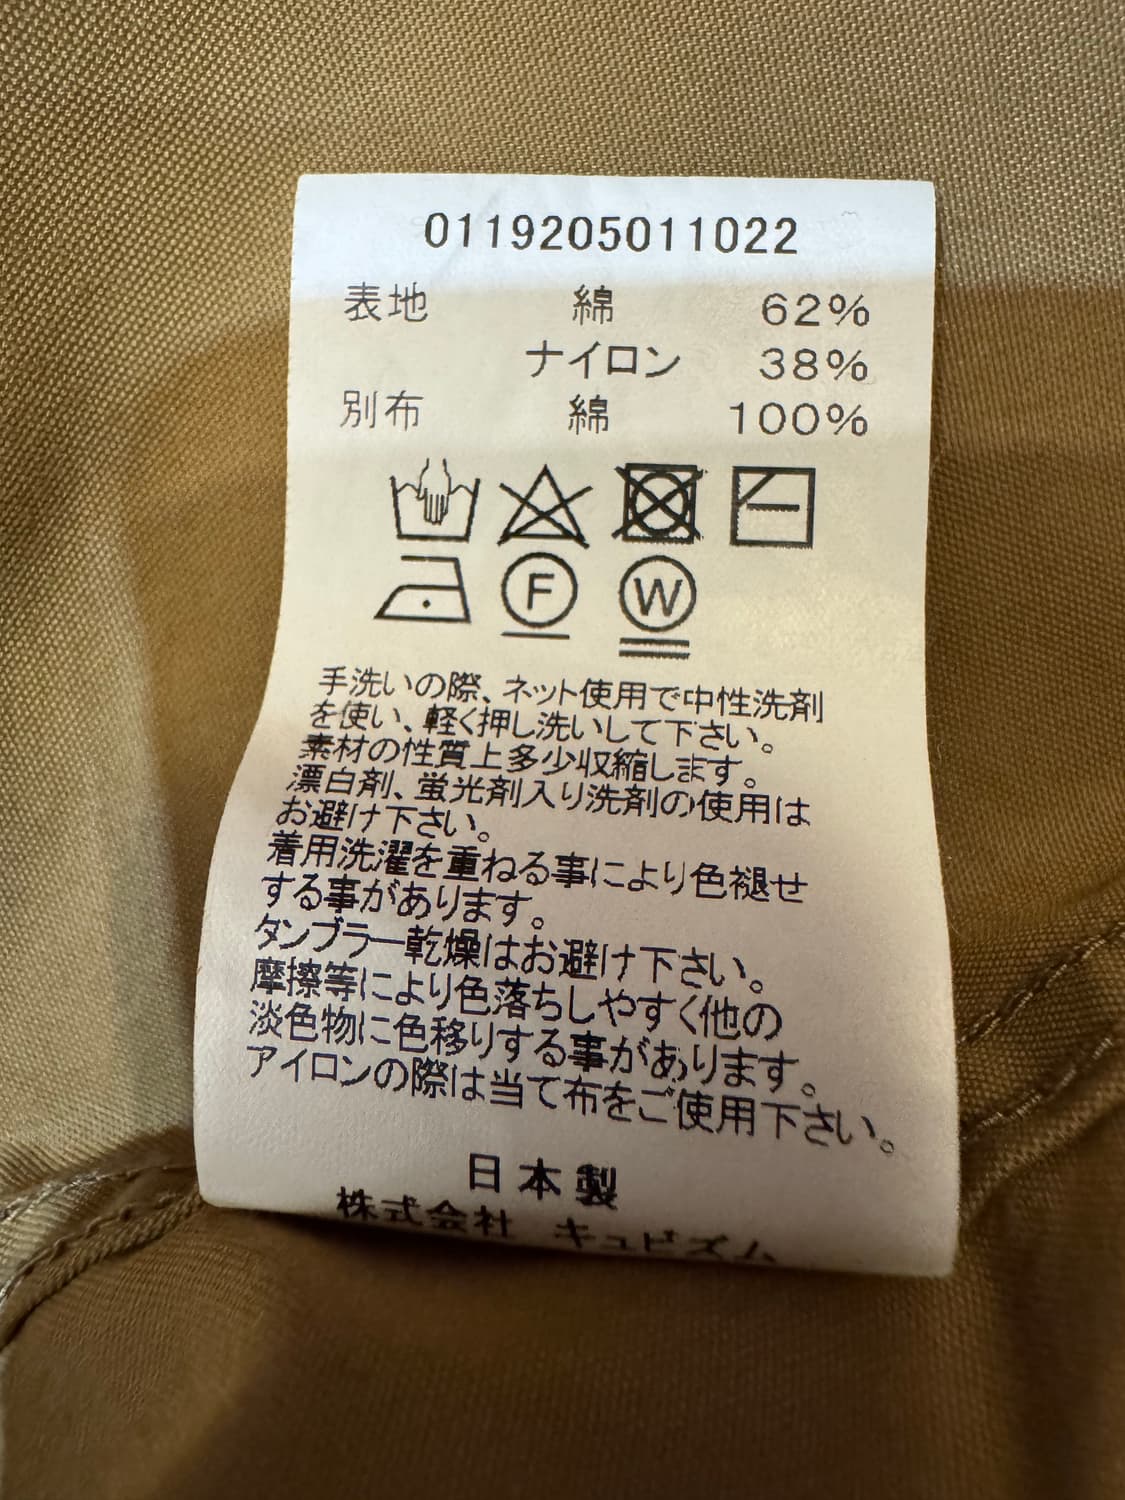 0119205011022
表地 綿 62%
ナイロン 38%
別布 綿 100%
F W
手洗いの際、ネット使用で中性洗剤
を使い、軽く押し洗いして下さい。
素材の性質上多少収縮します。
漂白剤、蛍光剤入り洗剤の使用は
お避け下さい。
着用洗濯を重ねる事により色褪せ
する事があります。
タンブラー乾燥はお避け下さい。
摩擦等により色落ちしやすく他の
淡色物に色移りする事があります。
アイロンの際は当て布をご使用下さい。
日本製
株式会社 キュビズム